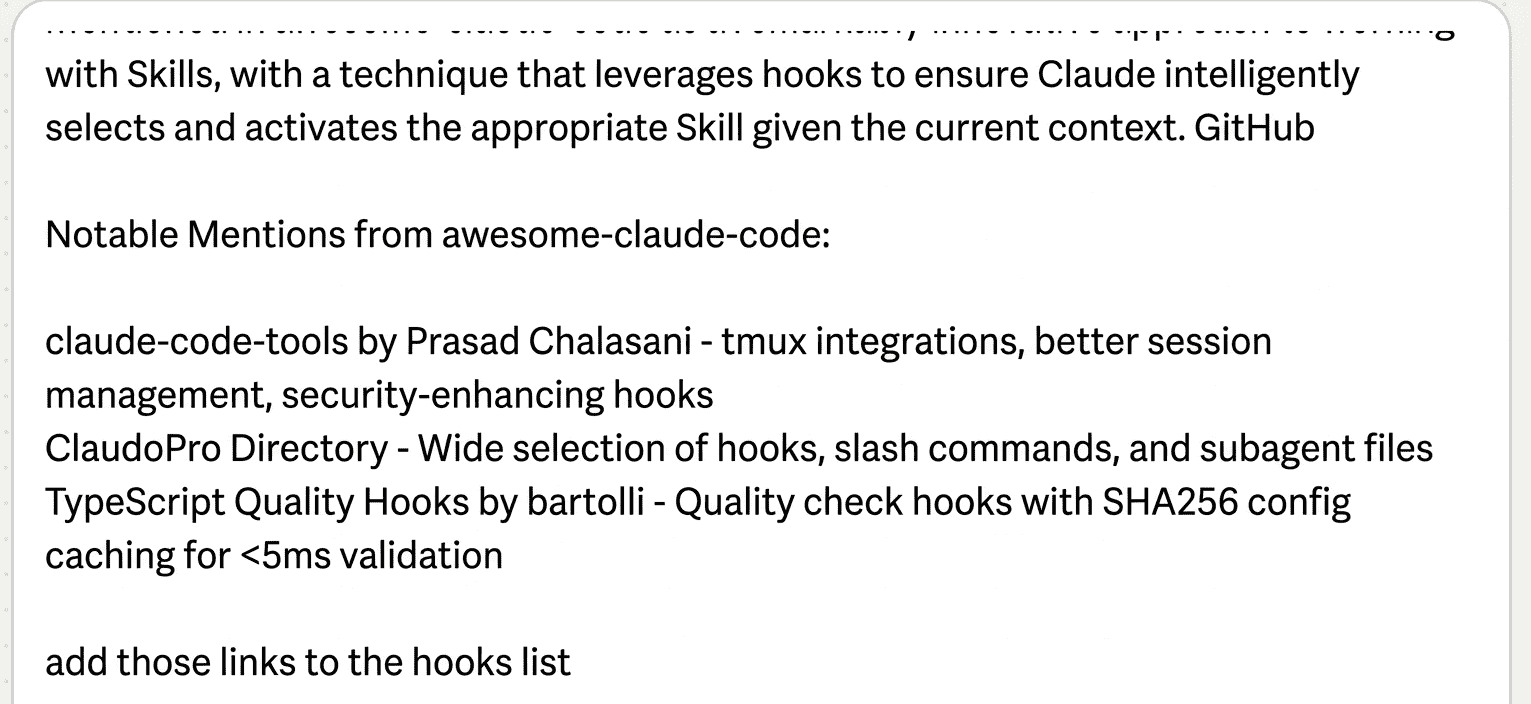 with Skills, with a technique that leverages hooks to ensure Claude intelligently
selects and activates the appropriate Skill given the current context. GitHub
Notable Mentions from awesome-claude-code:
claude-code-tools by Prasad Chalasani - tmux integrations, better session
management, security-enhancing hooks
ClaudoPro Directory - Wide selection of hooks, slash commands, and subagent files
TypeScript Quality Hooks by bartolli - Quality check hooks with SHA256 config
caching for <5ms validation
add those links to the hooks list